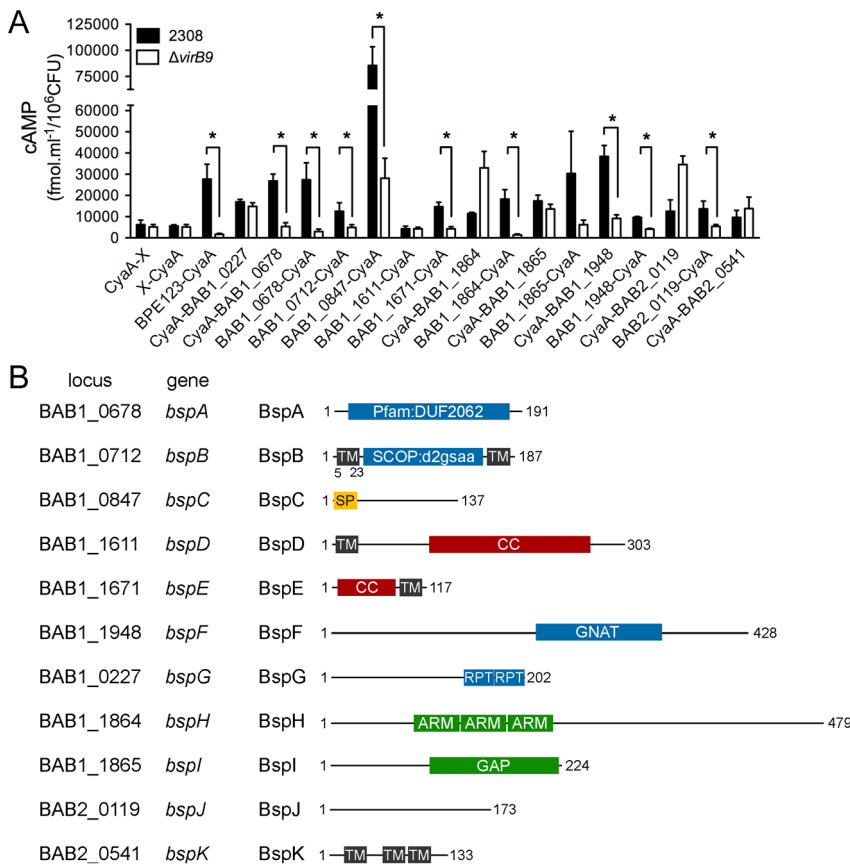 A
cAMP
(fmol.ml-1/10⁶CFU)
125000
100000
75000
60000
50000
40000
30000
20000
10000
0
2308
ΔvirB9
* * * * * * * * * *
CyaA-X
X-CyaA
BPE123-CyaA
CyaA-BAB1_0227
CyaA-BAB1_0678
BAB1_0678-CyaA
BAB1_0712-CyaA
BAB1_0847-CyaA
BAB1_1611-CyaA
BAB1_1671-CyaA
CyaA-BAB1_1864
BAB1_1864-CyaA
CyaA-BAB1_1865
BAB1_1865-CyaA
CyaA-BAB1_1948
BAB1_1948-CyaA
CyaA-BAB2_0119
BAB2_0119-CyaA
CyaA-BAB2_0541
B
locus gene
BAB1_0678 bspA BspA 1 Pfam:DUF2062 191
BAB1_0712 bspB BspB 1 TM SCOP:d2gsaa TM 187
5 23
BAB1_0847 bspC BspC 1 SP 137
BAB1_1611 bspD BspD 1 TM CC 303
BAB1_1671 bspE BspE 1 CC TM 117
BAB1_1948 bspF BspF 1 GNAT 428
BAB1_0227 bspG BspG 1 RPT RPT 202
BAB1_1864 bspH BspH 1 ARM ARM ARM 479
BAB1_1865 bspI BspI 1 GAP 224
BAB2_0119 bspJ BspJ 1 173
BAB2_0541 bspK BspK 1 TM TM TM 133